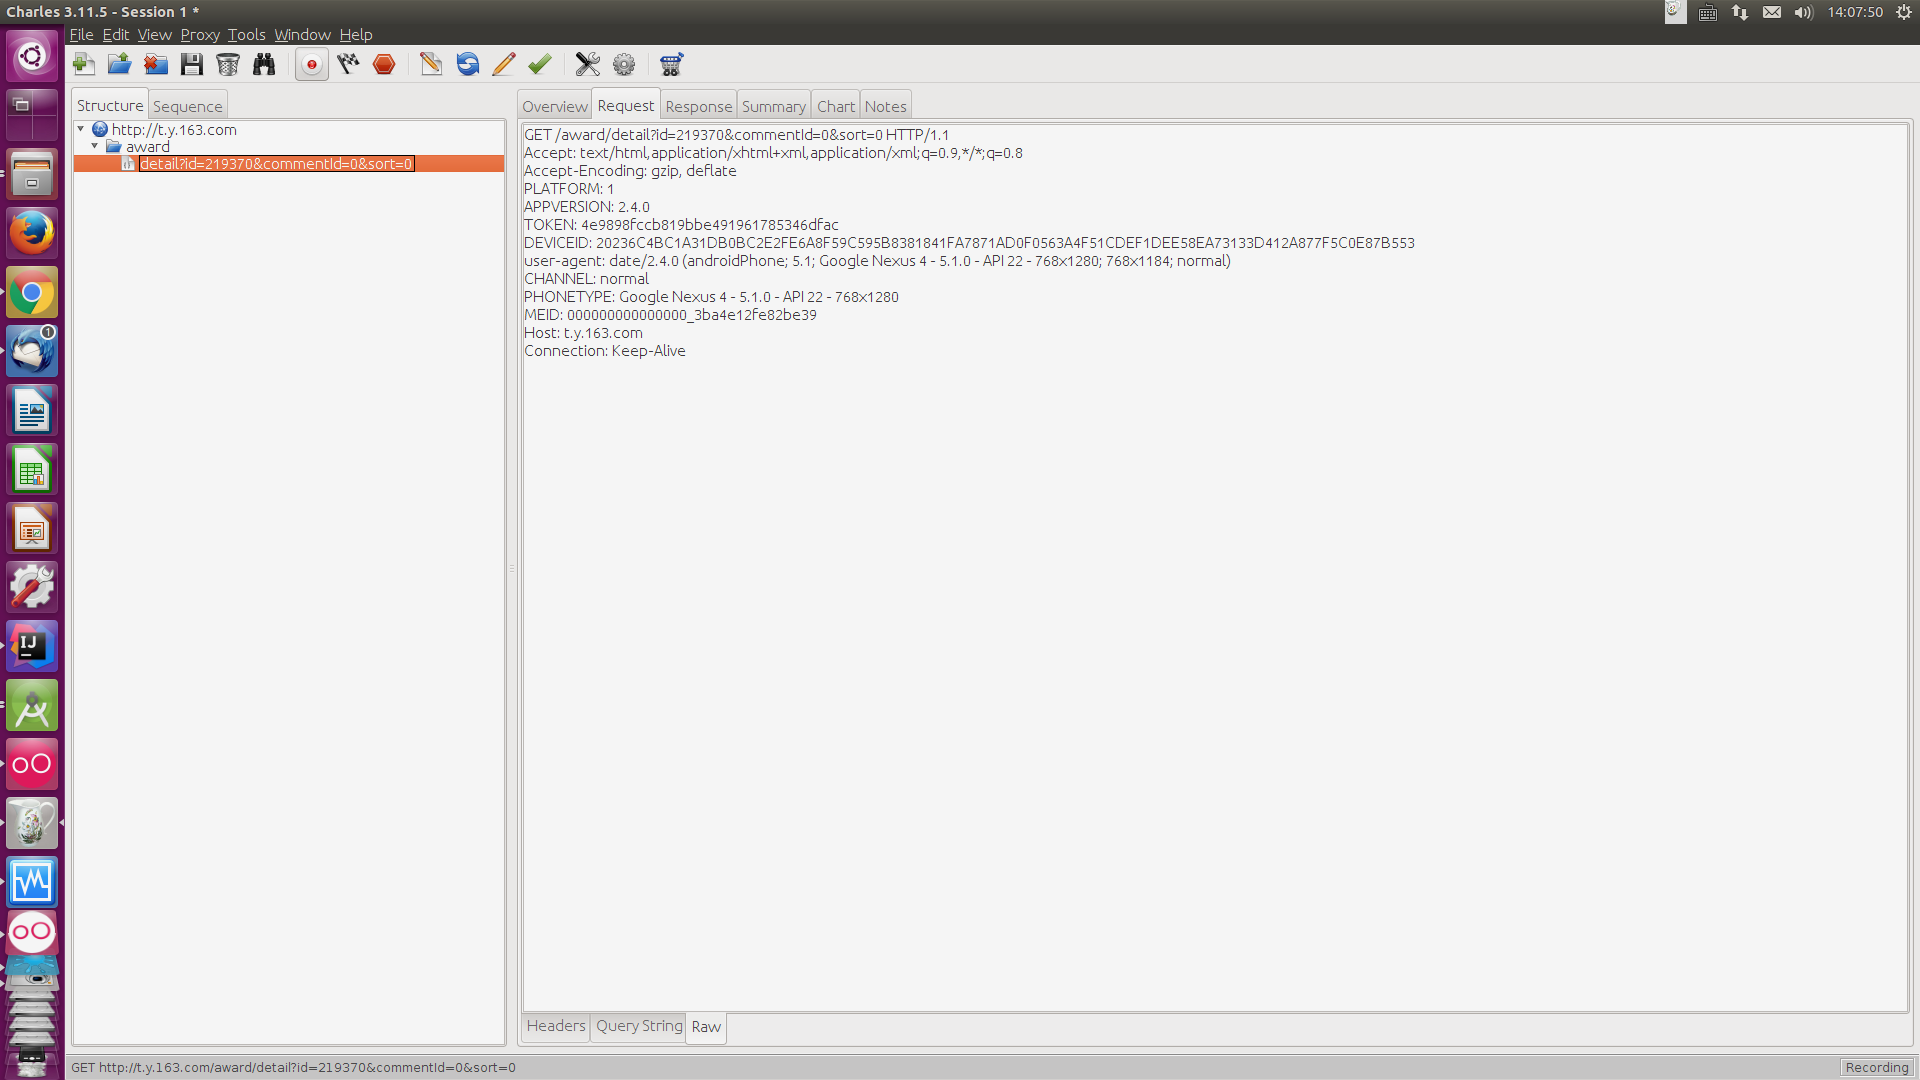 Charles 3.11.5 - Session 1 *
14:07:50
File Edit View Proxy Tools Window Help
Structure Sequence
Overview Request Response Summary Chart Notes
http://t.y.163.com
award
detail?id=219370&commentId=0&sort=0
GET /award/detail?id=219370&commentId=0&sort=0 HTTP/1.1
Accept: text/html,application/xhtml+xml,application/xml;q=0.9,*/*;q=0.8
Accept-Encoding: gzip, deflate
PLATFORM: 1
APPVERSION: 2.4.0
TOKEN: 4e9898fccb819bbe491961785346dfac
DEVICEID: 20236C4BC1A31DB0BC2E2FE6A8F59C595B8381841FA7871AD0F0563A4F51CDEF1DEE58EA73133D412A877F5C0E87B553
user-agent: date/2.4.0 (androidPhone; 5.1; Google Nexus 4 - 5.1.0 - API 22 - 768x1280; 768x1184; normal)
CHANNEL: normal
PHONETYPE: Google Nexus 4 - 5.1.0 - API 22 - 768x1280
MEID: 000000000000000_3ba4e12fe82be39
Host: t.y.163.com
Connection: Keep-Alive
1
IJ
Headers Query String Raw
GET http://t.y.163.com/award/detail?id=219370&commentId=0&sort=0
Recording